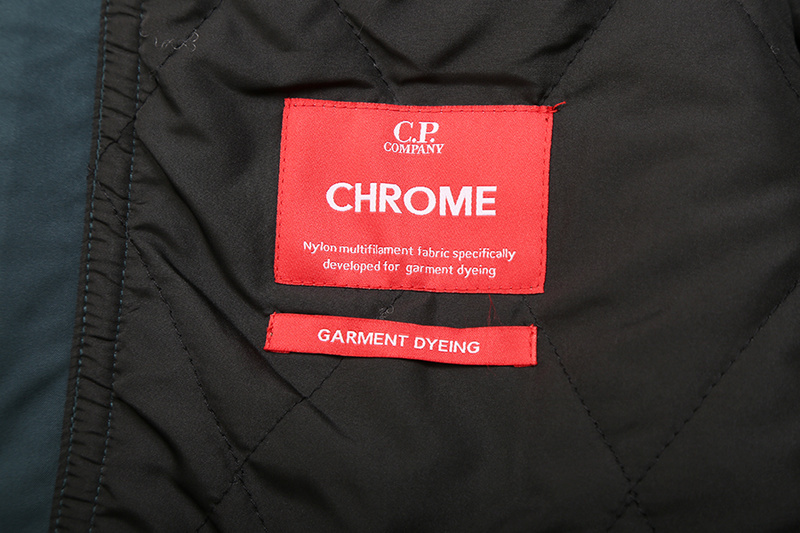 C.P.
COMPANY
CHROME
Nylon multifilament fabric specifically
developed for garment dyeing
GARMENT DYEING